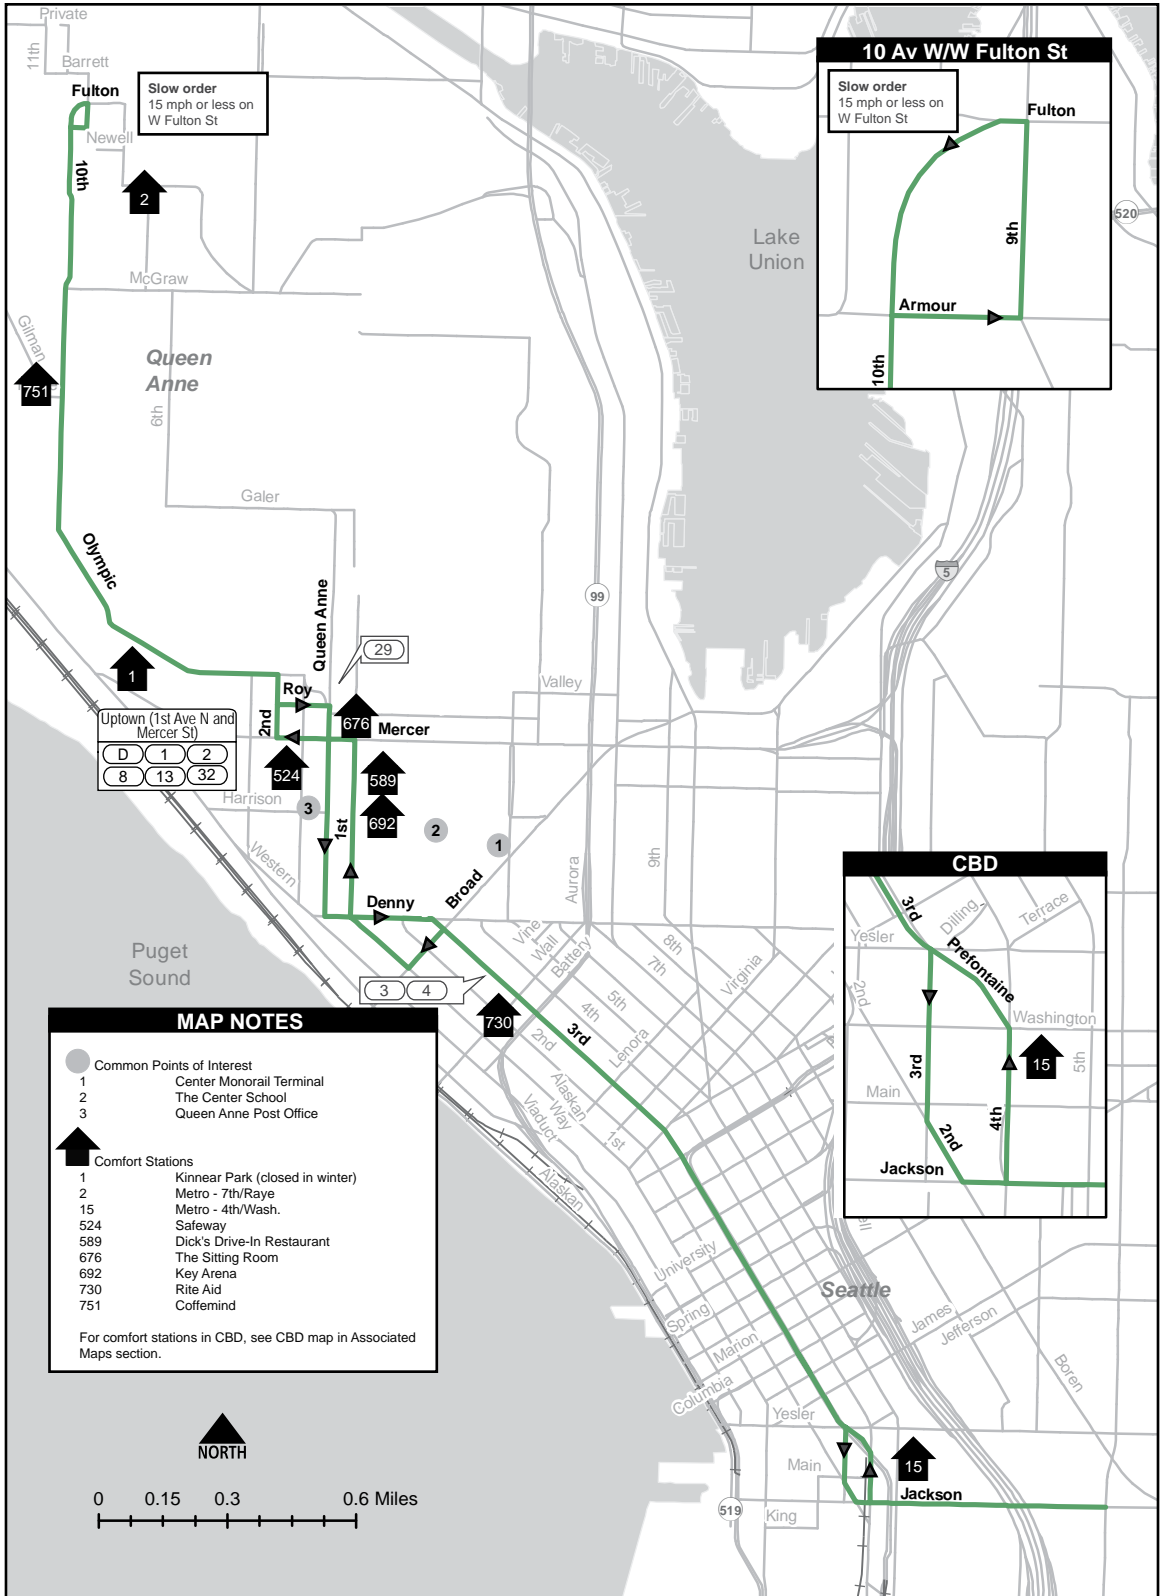 Private
11th
Barrett
Fulton
Slow order
15 mph or less on
W Fulton St
Newell
10th
2
McGraw
Gilman
751
Queen
Anne
6th
Galer
Olympic
Queen Anne
29
1
Roy
2nd
676
Mercer
Uptown (1st Ave N and
Mercer St)
D 1 2
8 13 32
524
589
Harrison
3
1st
692
2
1
Western
Denny
Broad
Lake
Union
10 Av W/W Fulton St
Slow order
15 mph or less on
W Fulton St
Fulton
9th
Armour
10th
520
5
99
Valley
Aurora
9th
Vine
Wall
Battery
8th
7th
Virginia
5th
4th
Lenora
3rd
2nd
3 4
730
Alaskan
Way
Viaduct
1st
Alaskan
Puget
Sound
CBD
3rd
Dilling
Terrace
Yesler
Prefontaine
2nd
Washington
3rd
15
5th
Main
4th
2nd
Jackson
MAP NOTES
Common Points of Interest
1 Center Monorail Terminal
2 The Center School
3 Queen Anne Post Office
Comfort Stations
1 Kinnear Park (closed in winter)
2 Metro - 7th/Raye
15 Metro - 4th/Wash.
524 Safeway
589 Dick's Drive-In Restaurant
676 The Sitting Room
692 Key Arena
730 Rite Aid
751 Coffemind
For comfort stations in CBD, see CBD map in Associated
Maps section.
University
Seattle
Spring
James
Jefferson
Marion
Boren
Columbia
Yesler
Main
15
Jackson
519
King
NORTH
0 0.15 0.3 0.6 Miles